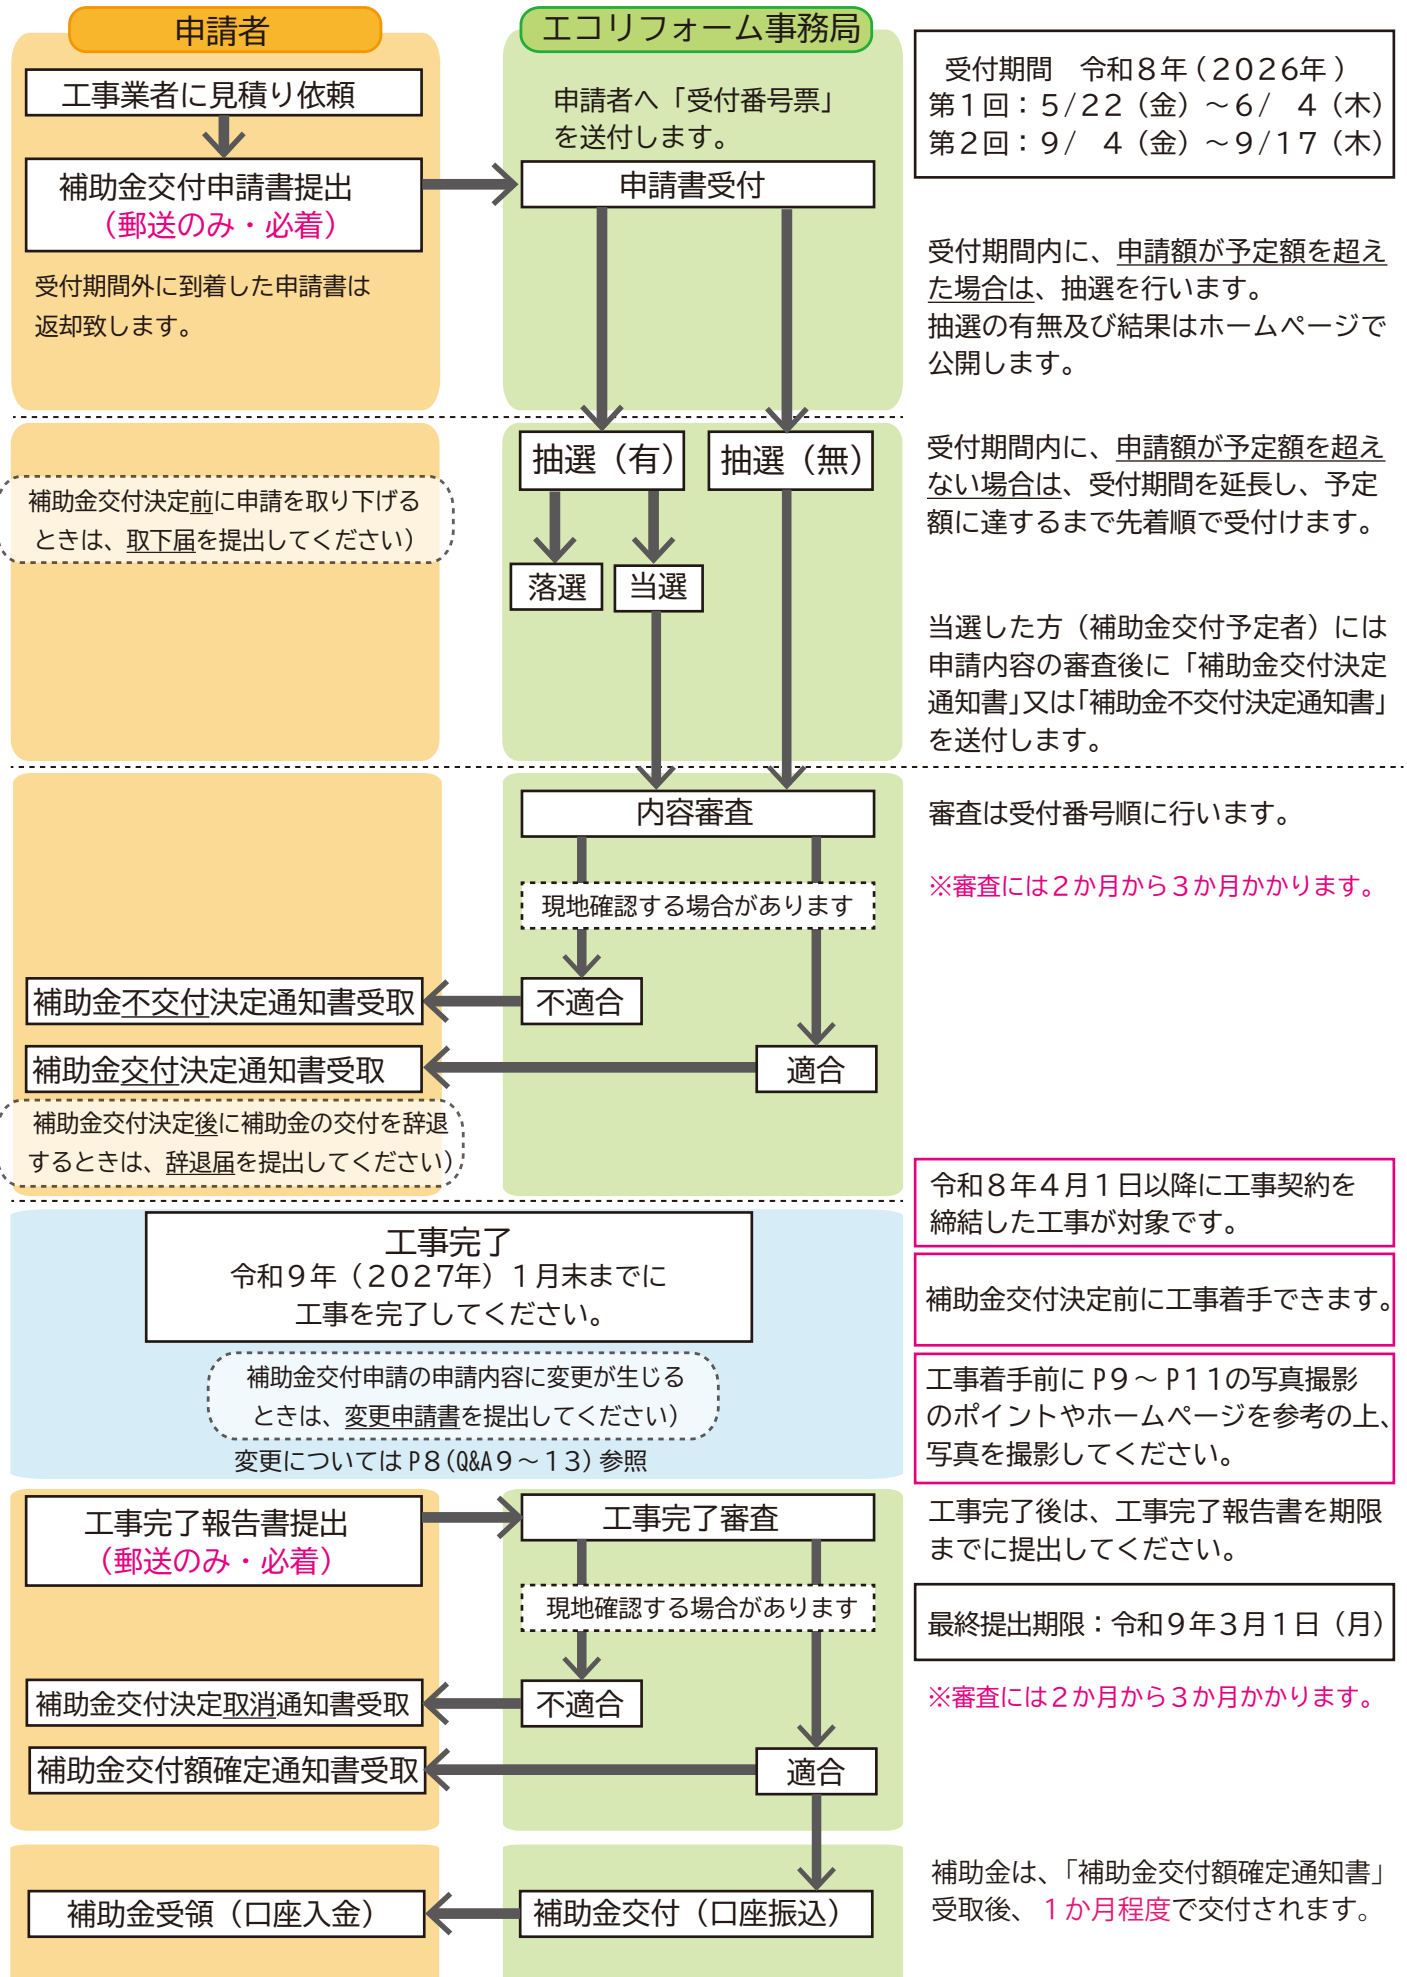 申請者
エコリフォーム事務局
工事業者に見積り依頼
申請者へ「受付番号票」
を送付します。
受付期間　令和８年(２０２６年)
第１回：５/２２（金）～６/　４（木）
第２回：９/　４（金）～９/１７（木）
補助金交付申請書提出
（郵送のみ・必着）
申請書受付
受付期間外に到着した申請書は
返却致します。
受付期間内に、申請額が予定額を超え
た場合は、抽選を行います。
抽選の有無及び結果はホームページで
公開します。
抽選（有）
抽選（無）
受付期間内に、申請額が予定額を超え
ない場合は、受付期間を延長し、予定
額に達するまで先着順で受付けます。
補助金交付決定前に申請を取り下げる
ときは、取下届を提出してください）
落選
当選
当選した方（補助金交付予定者）には
申請内容の審査後に「補助金交付決定
通知書」又は「補助金不交付決定通知書」
を送付します。
内容審査
審査は受付番号順に行います。
※審査には２か月から３か月かかります。
現地確認する場合があります
補助金不交付決定通知書受取
不適合
補助金交付決定通知書受取
適合
補助金交付決定後に補助金の交付を辞退
するときは、辞退届を提出してください）
令和８年４月１日以降に工事契約を
締結した工事が対象です。
工事完了
令和９年（２０２７年）１月末までに
工事を完了してください。
補助金交付決定前に工事着手できます。
補助金交付申請の申請内容に変更が生じる
ときは、変更申請書を提出してください）
変更については P８(Q&A９～１３) 参照
工事着手前に P９～ P１１の写真撮影
のポイントやホームページを参考の上、
写真を撮影してください。
工事完了報告書提出
（郵送のみ・必着）
工事完了審査
工事完了後は、工事完了報告書を期限
までに提出してください。
現地確認する場合があります
最終提出期限：令和９年３月１日（月）
補助金交付決定取消通知書受取
不適合
※審査には２か月から３か月かかります。
補助金交付額確定通知書受取
適合
補助金は、「補助金交付額確定通知書」
受取後、１か月程度で交付されます。
補助金受領（口座入金）
補助金交付（口座振込）